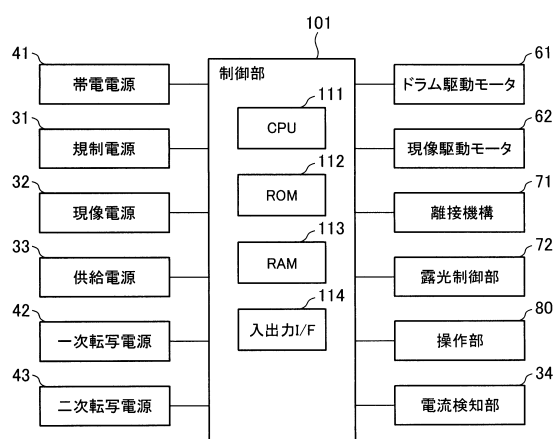 101
制御部
41
帯電電源
31
規制電源
32
現像電源
33
供給電源
42
一次転写電源
43
二次転写電源
111
CPU
112
ROM
113
RAM
114
入出力I/F
61
ドラム駆動モータ
62
現像駆動モータ
71
離接機構
72
露光制御部
80
操作部
34
電流検知部